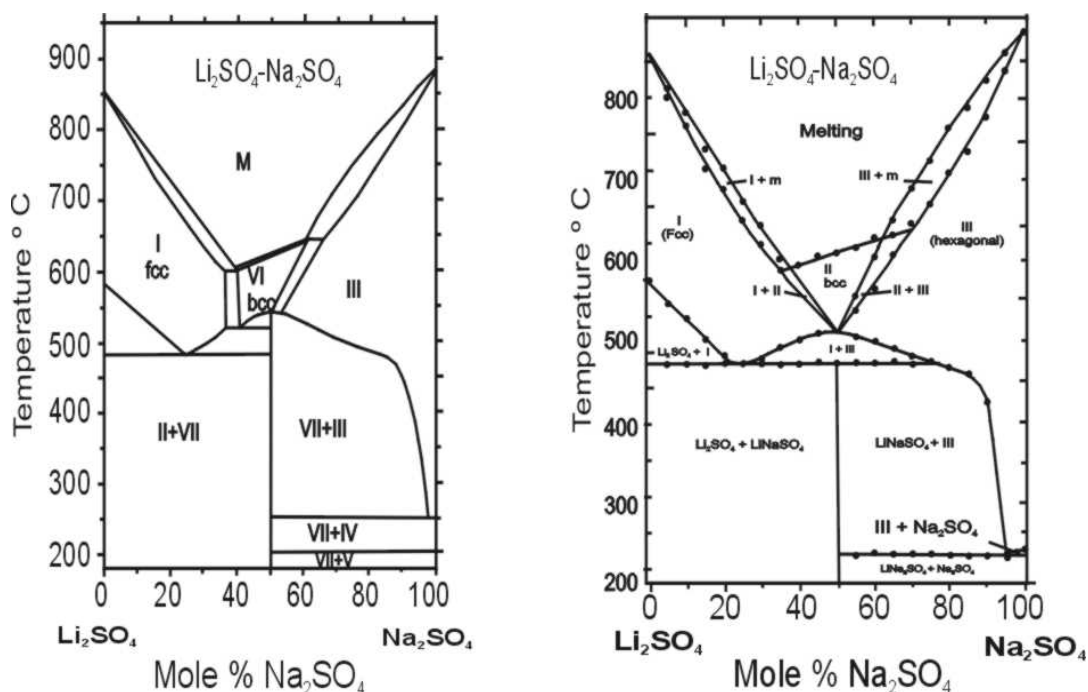 Li₂SO₄-Na₂SO₄
900
800
700
600
500
400
300
200
Temperature º C
M
I
fcc
VI
bcc
III
II+VII
VII+III
VII+IV
VII+V
0 20 40 60 80 100
Li₂SO₄ Na₂SO₄
Mole % Na₂SO₄
Li₂SO₄-Na₂SO₄
800
700
600
500
400
300
200
Temperature º C
Melting
I + m
III + m
I
(Fcc)
III
(hexagonal)
II
bcc
I + II
II + III
Li₂SO₄ + I
I + III
Li₂SO₄ + LiNaSO₄
LiNaSO₄ + III
III + Na₂SO₄
0 20 40 60 80 100
Li₂SO₄ Na₂SO₄
Mole % Na₂SO₄